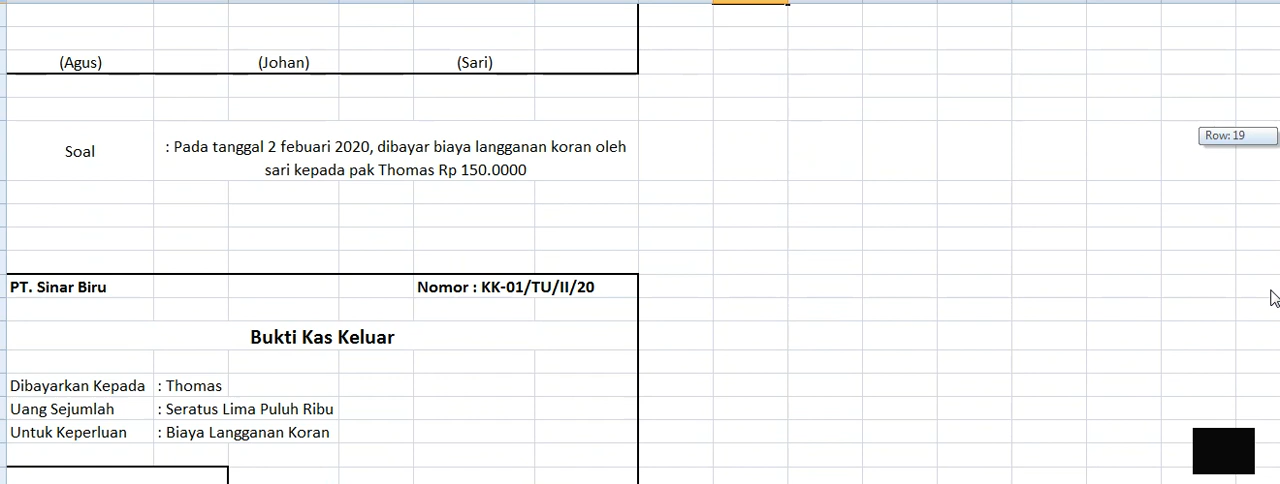 (Agus) (Johan) (Sari)
Row: 19
Soal : Pada tanggal 2 febuari 2020, dibayar biaya langganan koran oleh
sari kepada pak Thomas Rp 150.0000
PT. Sinar Biru Nomor : KK-01/TU/II/20
Bukti Kas Keluar
Dibayarkan Kepada : Thomas
Uang Sejumlah : Seratus Lima Puluh Ribu
Untuk Keperluan : Biaya Langganan Koran